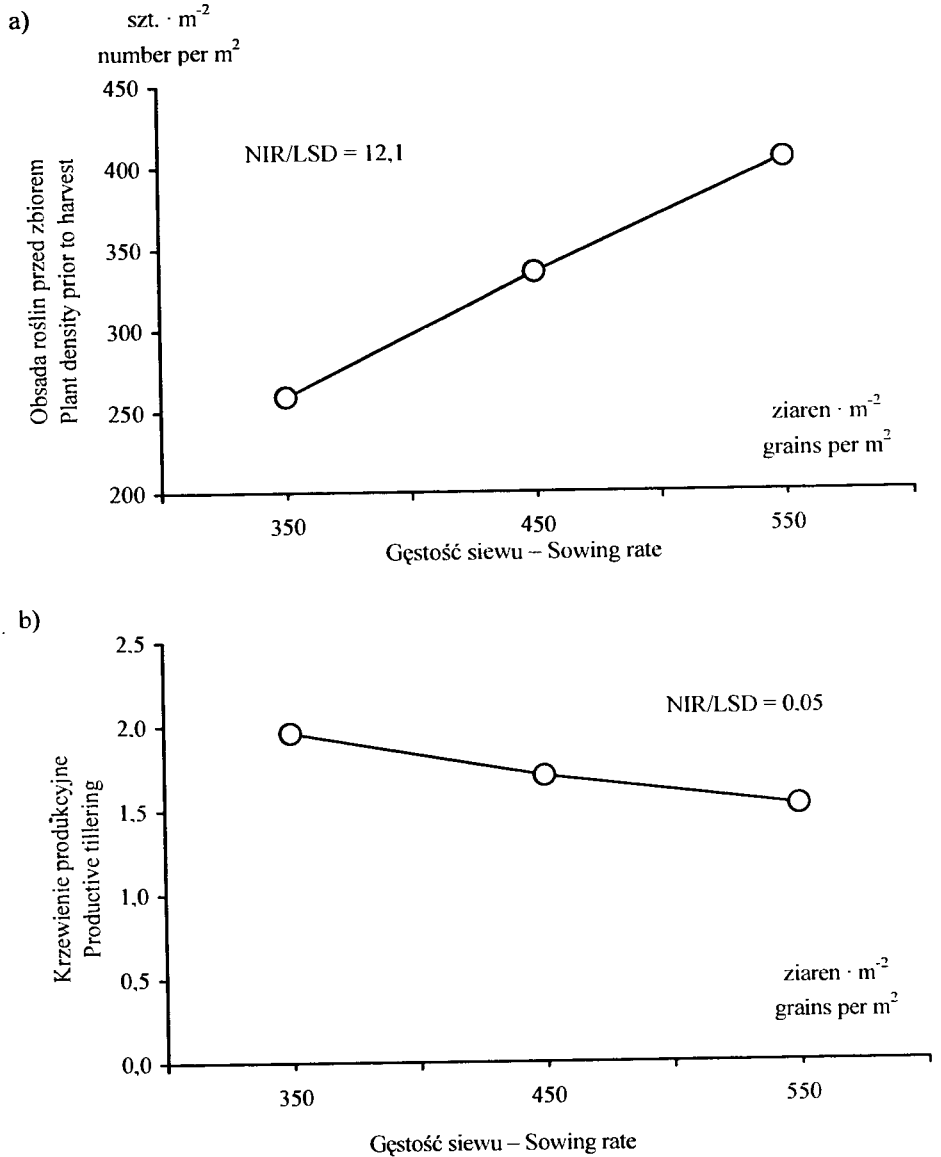 a)
szt. · m⁻²
number per m²
450
400
350
300
250
200
NIR/LSD = 12,1
Obsada roślin przed zbiorem
Plant density prior to harvest
ziaren · m⁻²
grains per m²
350 450 550
Gęstość siewu – Sowing rate
b)
2,5
2,0
1,5
1,0
0,5
0,0
NIR/LSD = 0,05
Krzewienie produkcyjne
Productive tillering
ziaren · m⁻²
grains per m²
350 450 550
Gęstość siewu – Sowing rate